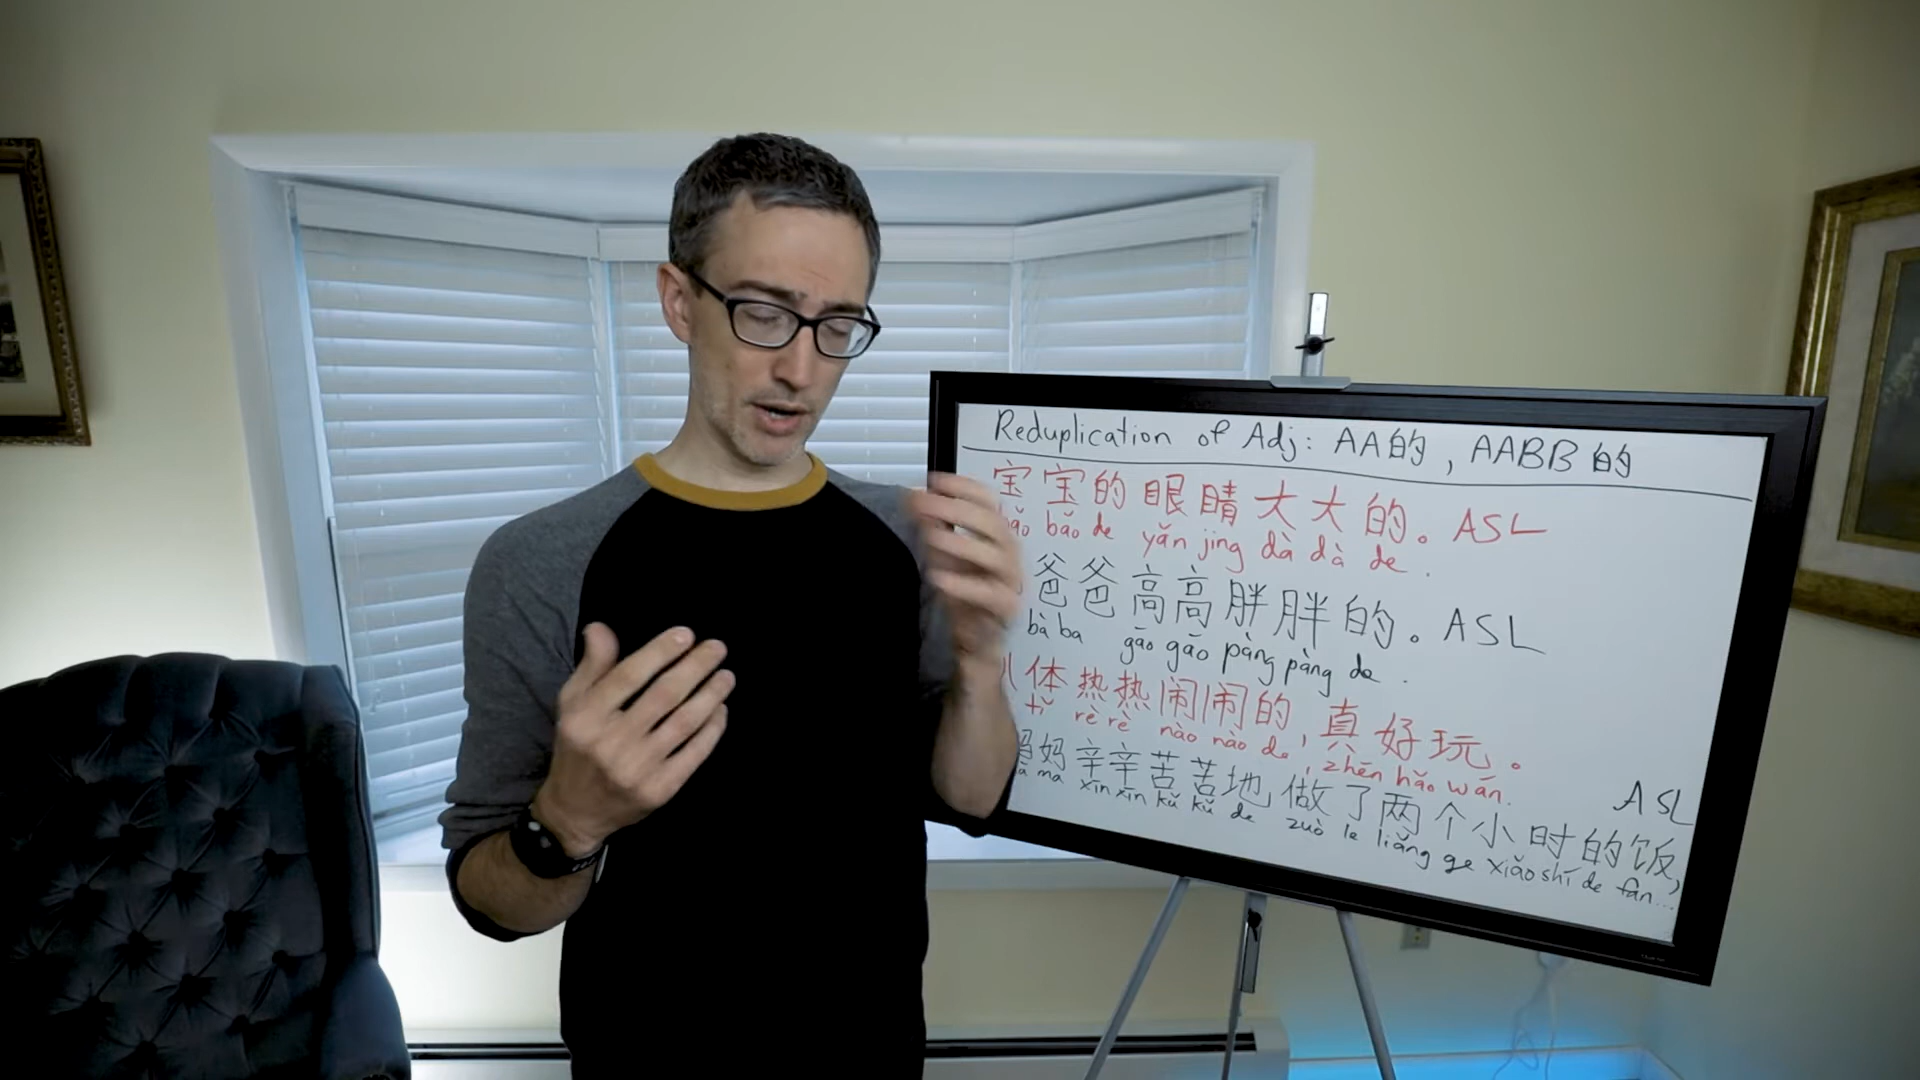 Reduplication of Adj: AA的, AABB的
宝宝的眼睛大大的。ASL
bǎo de yǎn jing dà dà de.
爸爸高高胖胖的。ASL
bà ba gāo gāo pàng pàng de.
体热热闹闹的,真好玩。
tǐ rè rè nào nào de, zhēn hǎo wán.
ASL
妈辛辛苦苦地做了两个小时的饭,
ma xīn xīn kǔ kǔ de zuò le liǎng ge xiǎo shí de fàn...